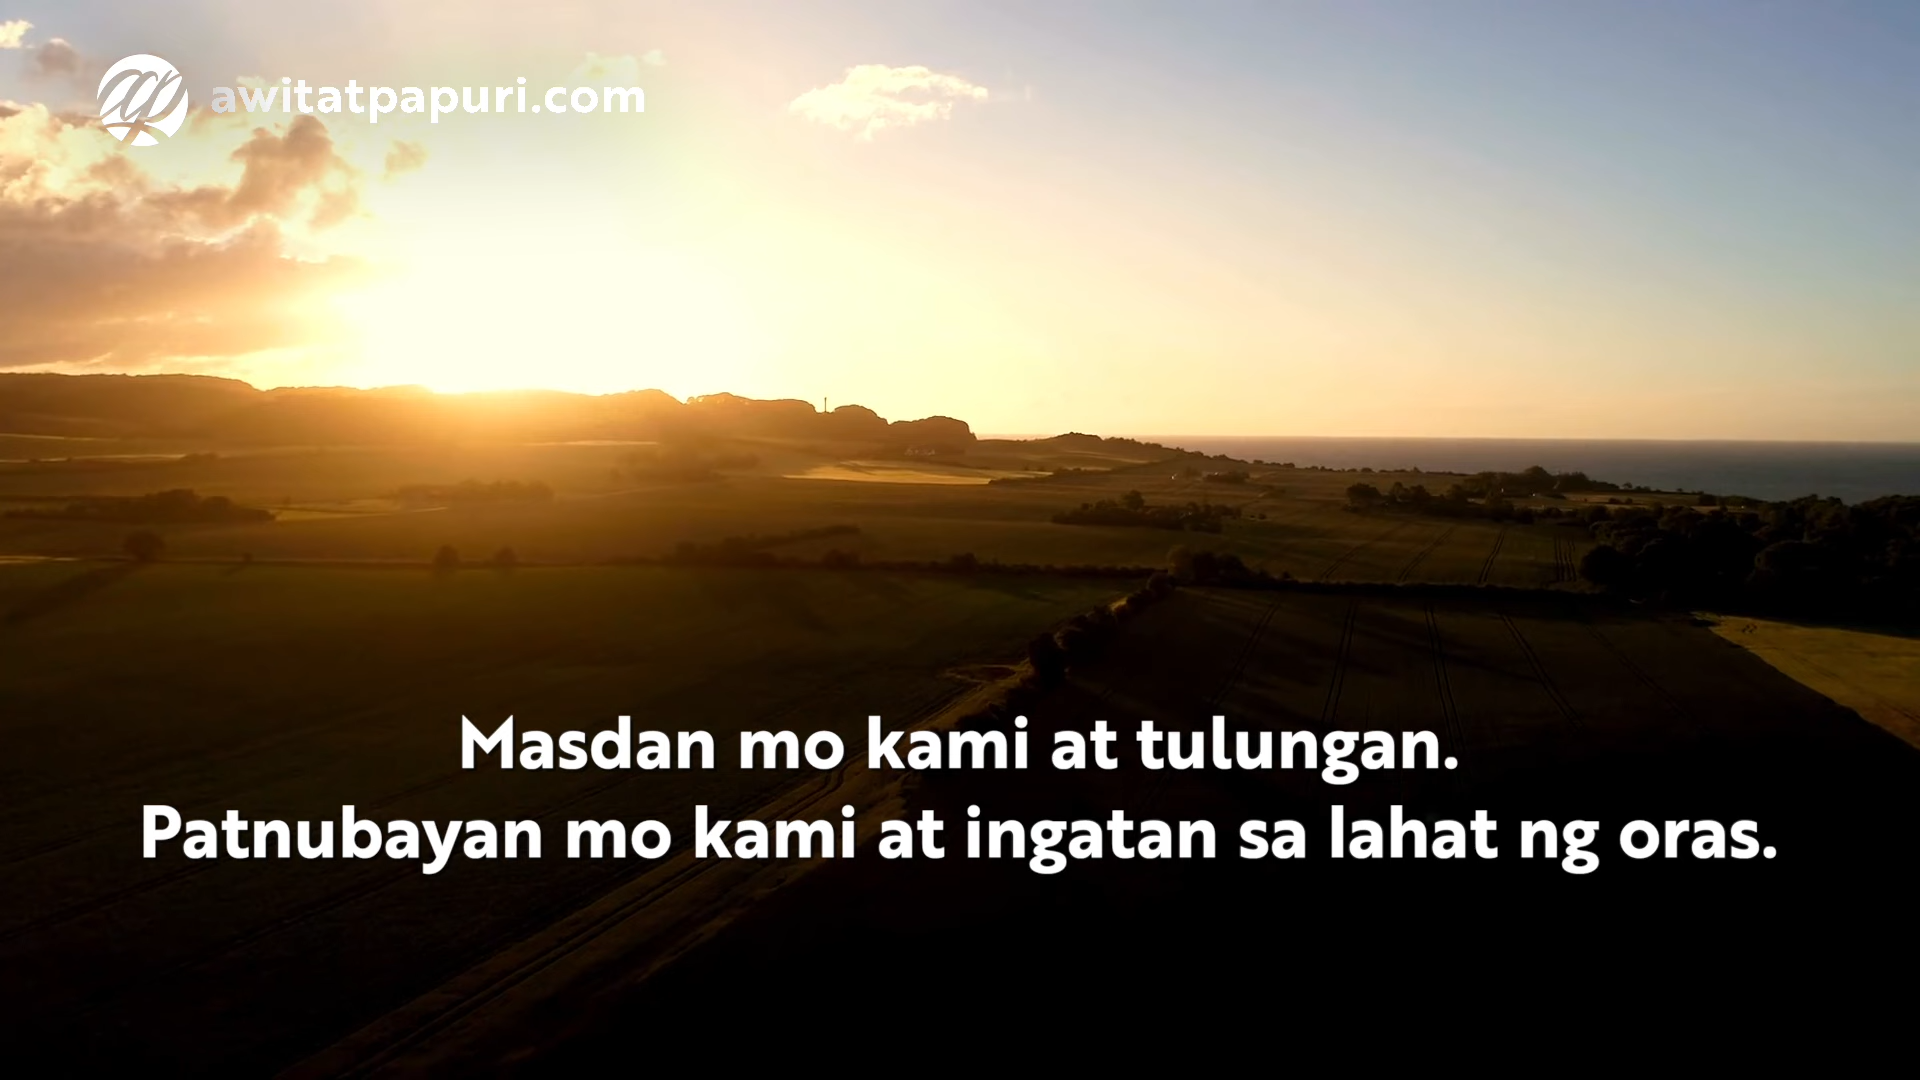 awitatpapuri.com
Masdan mo kami at tulungan.
Patnubayan mo kami at ingatan sa lahat ng oras.